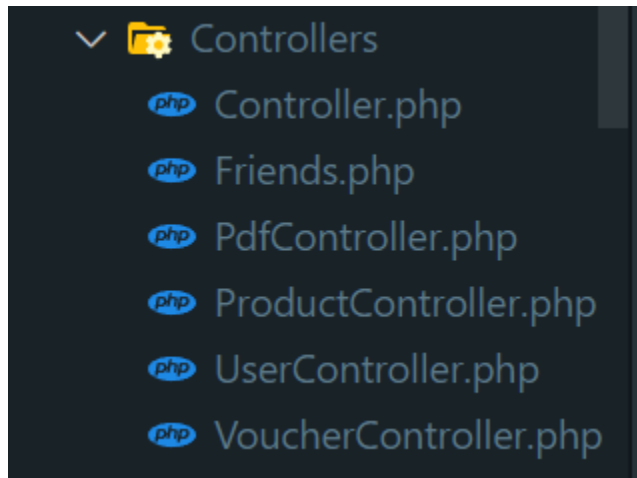 Controllers
php Controller.php
php Friends.php
php PdfController.php
php ProductController.php
php UserController.php
php VoucherController.php